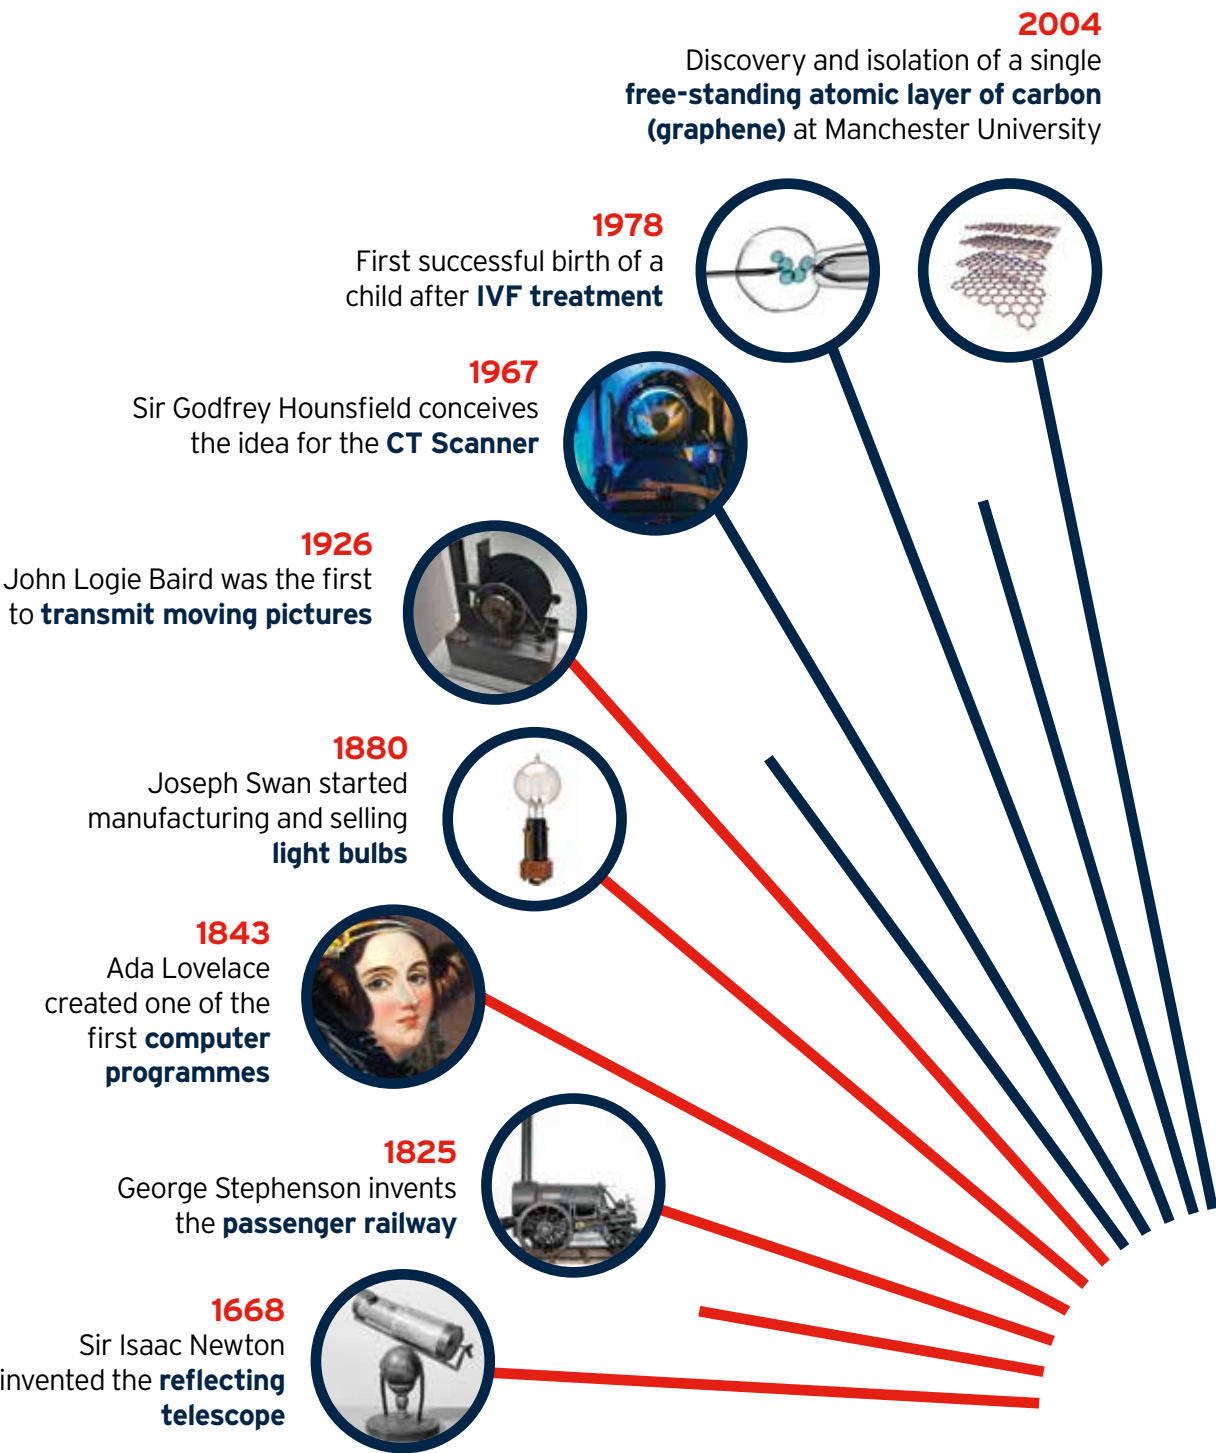 2004
Discovery and isolation of a single
free-standing atomic layer of carbon
(graphene) at Manchester University
1978
First successful birth of a
child after IVF treatment
1967
Sir Godfrey Hounsfield conceives
the idea for the CT Scanner
1926
John Logie Baird was the first
to transmit moving pictures
1880
Joseph Swan started
manufacturing and selling
light bulbs
1843
Ada Lovelace
created one of the
first computer
programmes
1825
George Stephenson invents
the passenger railway
1668
Sir Isaac Newton
invented the reflecting
telescope